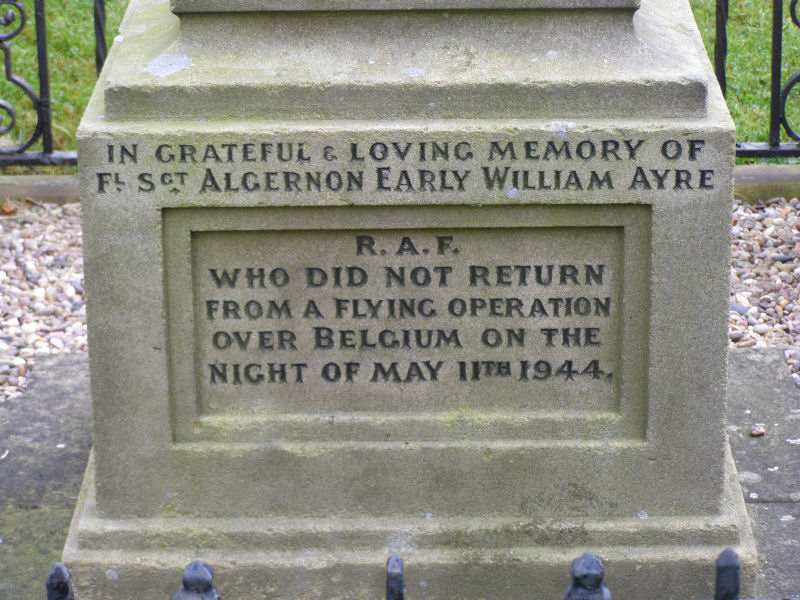 IN GRATEFUL & LOVING MEMORY OF
FL SGT ALGERNON EARLY WILLIAM AYRE
R.A.F.
WHO DID NOT RETURN
FROM A FLYING OPERATION
OVER BELGIUM ON THE
NIGHT OF MAY 11TH 1944.